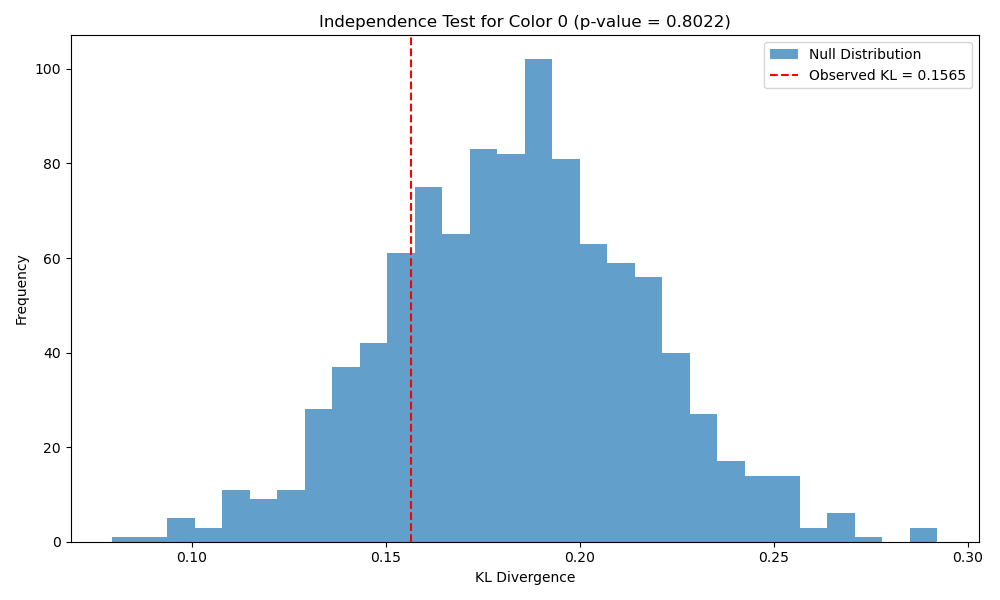 Independence Test for Color 0 (p-value = 0.8022)
Null Distribution
Observed KL = 0.1565
100
80
60
40
20
0
Frequency
0.10
0.15
0.20
0.25
0.30
KL Divergence